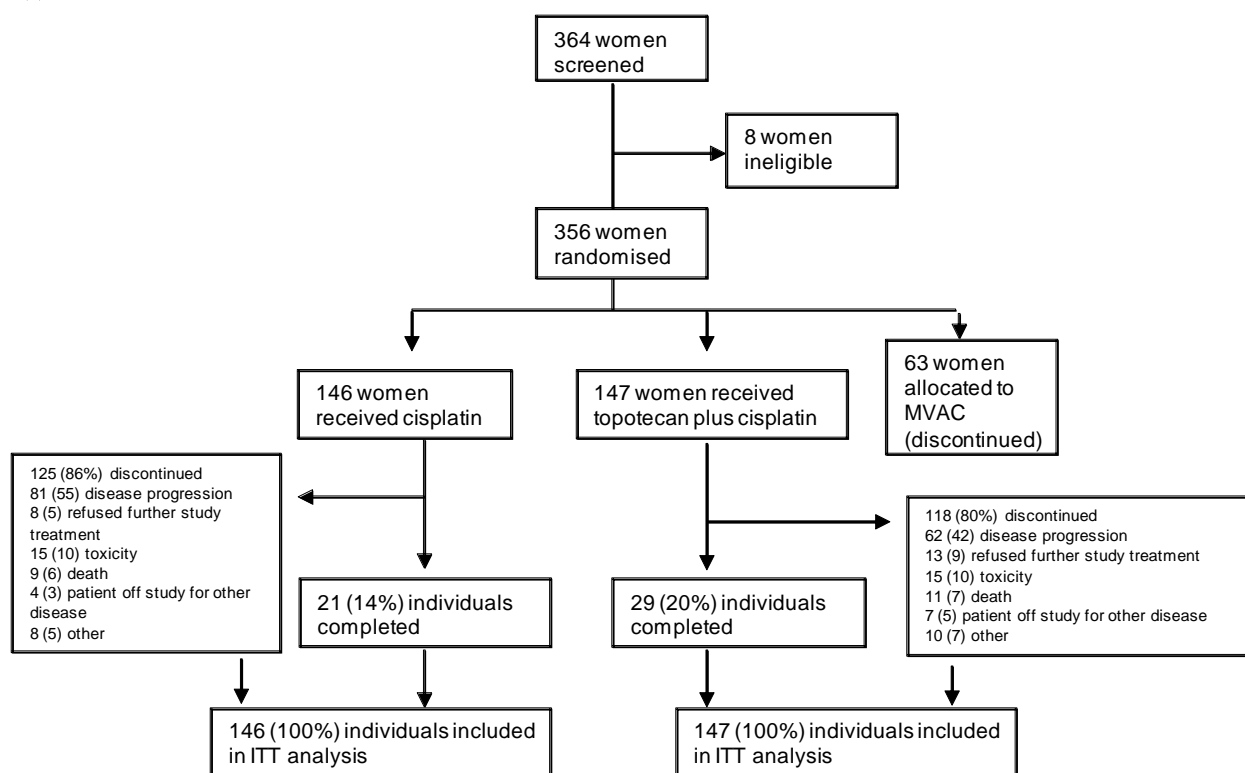 364 women
screened
8 women
ineligible
356 women
randomised
146 women
received cisplatin
147 women received
topotecan plus cisplatin
63 women
allocated to
MVAC
(discontinued)
125 (86%) discontinued
81 (55) disease progression
8 (5) refused further study
treatment
15 (10) toxicity
9 (6) death
4 (3) patient off study for other
disease
8 (5) other
21 (14%) individuals
completed
29 (20%) individuals
completed
118 (80%) discontinued
62 (42) disease progression
13 (9) refused further study treatment
15 (10) toxicity
11 (7) death
7 (5) patient off study for other disease
10 (7) other
146 (100%) individuals included
in ITT analysis
147 (100%) individuals included
in ITT analysis